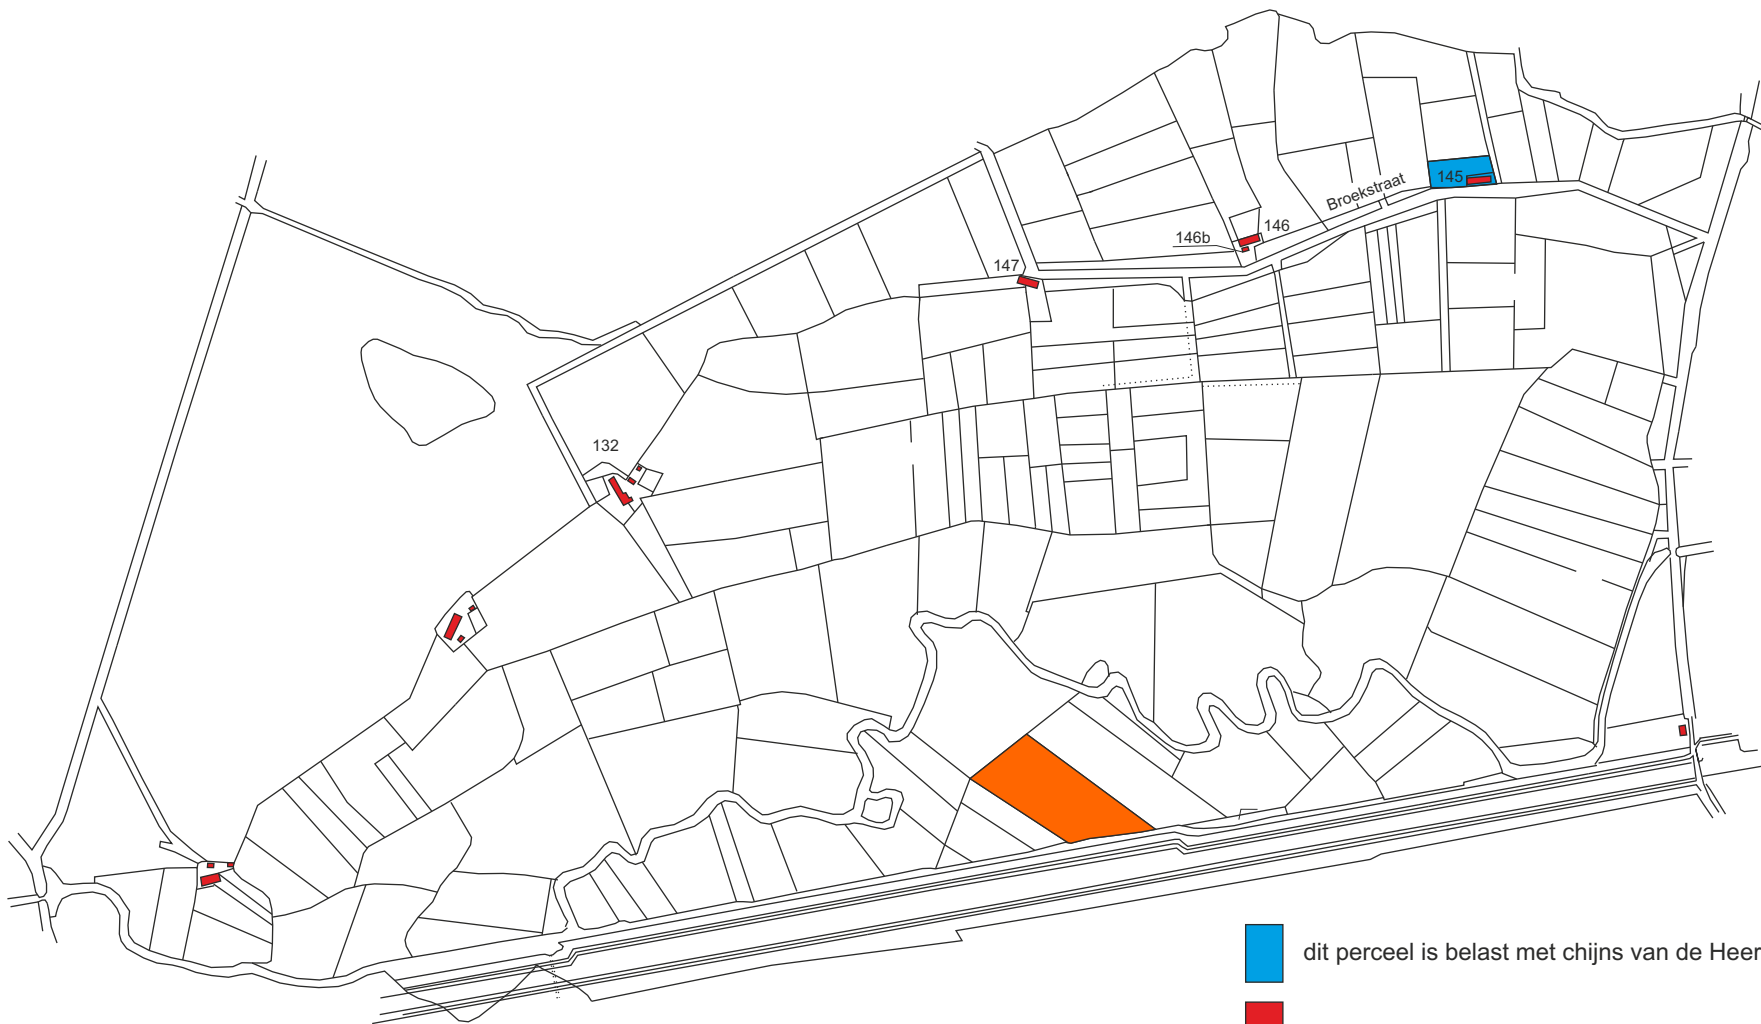 145
Broekstraat
146
146b
147
132
dit perceel is belast met chijns van de Heer